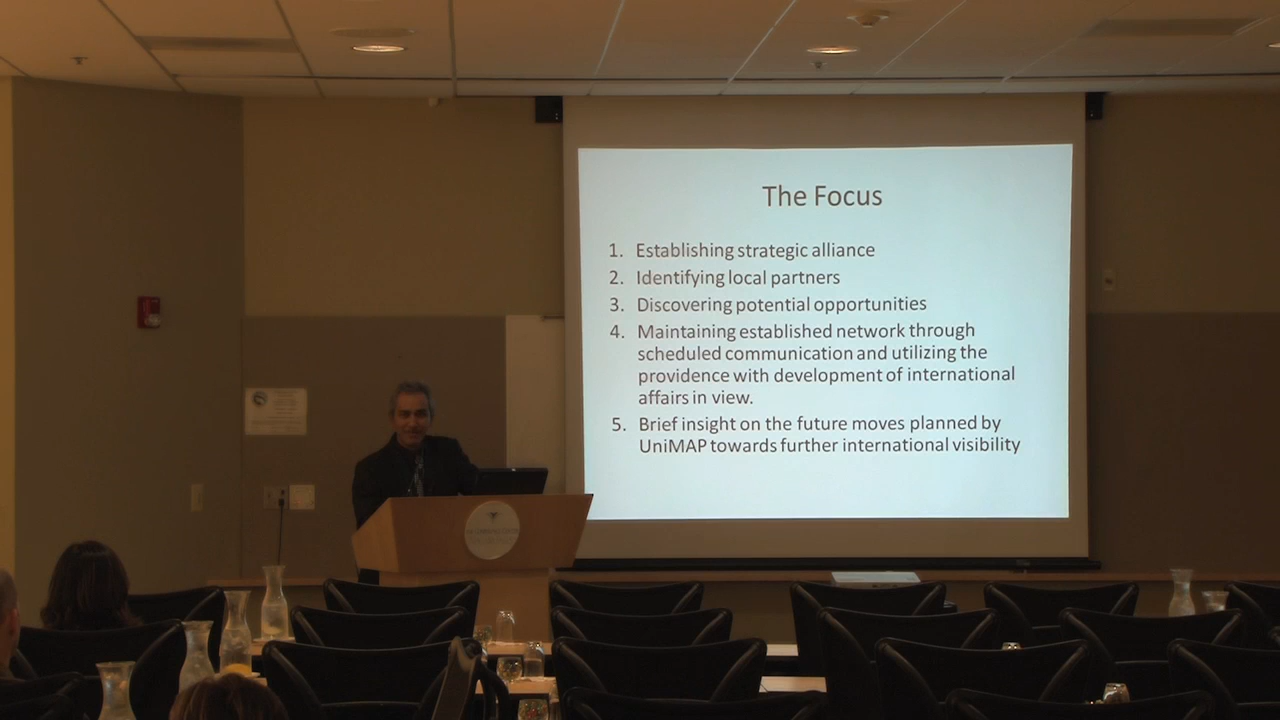 The Focus
1. Establishing strategic alliance
2. Identifying local partners
3. Discovering potential opportunities
4. Maintaining established network through
scheduled communication and utilizing the
providence with development of international
affairs in view.
5. Brief insight on the future moves planned by
UniMAP towards further international visibility